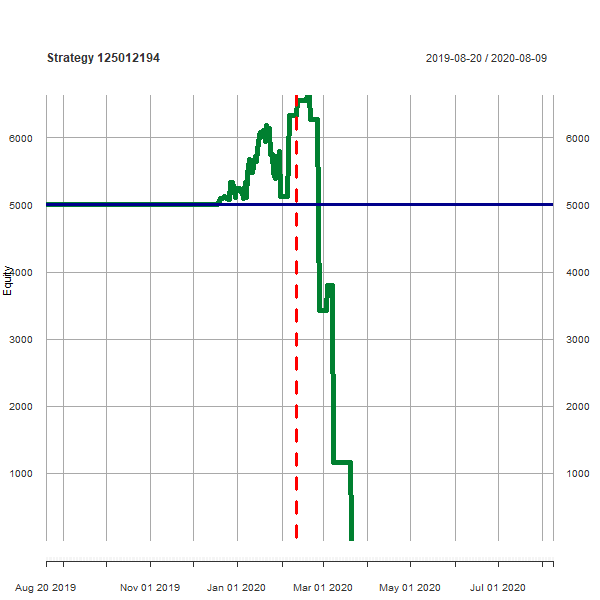 Strategy 125012194
2019-08-20 / 2020-08-09
6000
6000
5000
5000
4000
4000
Equity
3000
3000
2000
2000
1000
1000
Aug 20 2019
Nov 01 2019
Jan 01 2020
Mar 01 2020
May 01 2020
Jul 01 2020